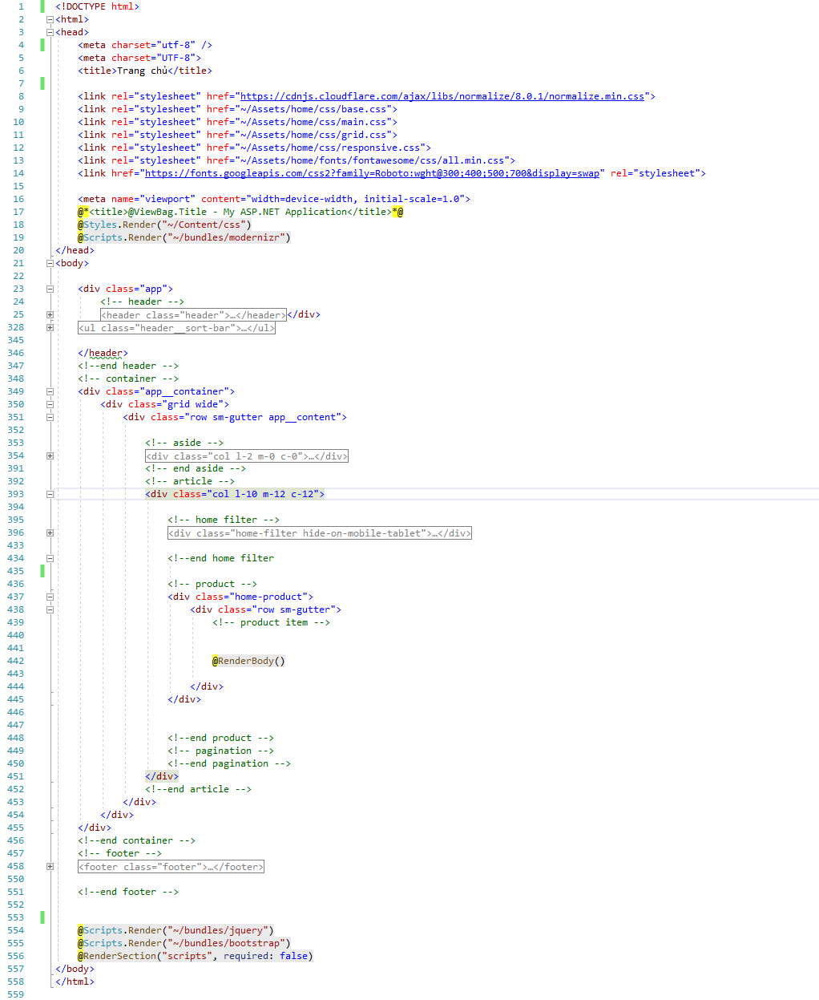 1 <!DOCTYPE html>
2 <html>
3 <head>
4 <meta charset="utf-8" />
5 <meta charset="UTF-8">
6 <title>Trang chủ</title>
7
8 <link rel="stylesheet" href="https://cdnjs.cloudflare.com/ajax/libs/normalize/8.0.1/normalize.min.css">
9 <link rel="stylesheet" href="~/Assets/home/css/base.css">
10 <link rel="stylesheet" href="~/Assets/home/css/main.css">
11 <link rel="stylesheet" href="~/Assets/home/css/grid.css">
12 <link rel="stylesheet" href="~/Assets/home/css/responsive.css">
13 <link rel="stylesheet" href="~/Assets/home/fonts/fontawesome/css/all.min.css">
14 <link href="https://fonts.googleapis.com/css2?family=Roboto:wght@300;400;500;700&display=swap" rel="stylesheet">
15
16 <meta name="viewport" content="width=device-width, initial-scale=1.0">
17 @*<title>@ViewBag.Title - My ASP.NET Application</title>*@
18 @Styles.Render("~/Content/css")
19 @Scripts.Render("~/bundles/modernizr")
20 </head>
21 <body>
22
23 <div class="app">
24 <!-- header -->
25 <header class="header">…</header></div>
328 <ul class="header__sort-bar">…</ul>
345
346 </header>
347 <!--end header -->
348 <!-- container -->
349 <div class="app__container">
350 <div class="grid wide">
351 <div class="row sm-gutter app__content">
352
353 <!-- aside -->
354 <div class="col l-2 m-0 c-0">…</div>
391 <!-- end aside -->
392 <!-- article -->
393 <div class="col l-10 m-12 c-12">
394
395 <!-- home filter -->
396 <div class="home-filter hide-on-mobile-tablet">…</div>
433
434 <!--end home filter
435
436 <!-- product -->
437 <div class="home-product">
438 <div class="row sm-gutter">
439 <!-- product item -->
440
441
442 @RenderBody()
443
444 </div>
445 </div>
446
447
448 <!--end product -->
449 <!-- pagination -->
450 <!--end pagination -->
451 </div>
452 <!--end article -->
453 </div>
454 </div>
455 </div>
456 <!--end container -->
457 <!-- footer -->
458 <footer class="footer">…</footer>
550
551 <!--end footer -->
552
553
554 @Scripts.Render("~/bundles/jquery")
555 @Scripts.Render("~/bundles/bootstrap")
556 @RenderSection("scripts", required: false)
557 </body>
558 </html>
559